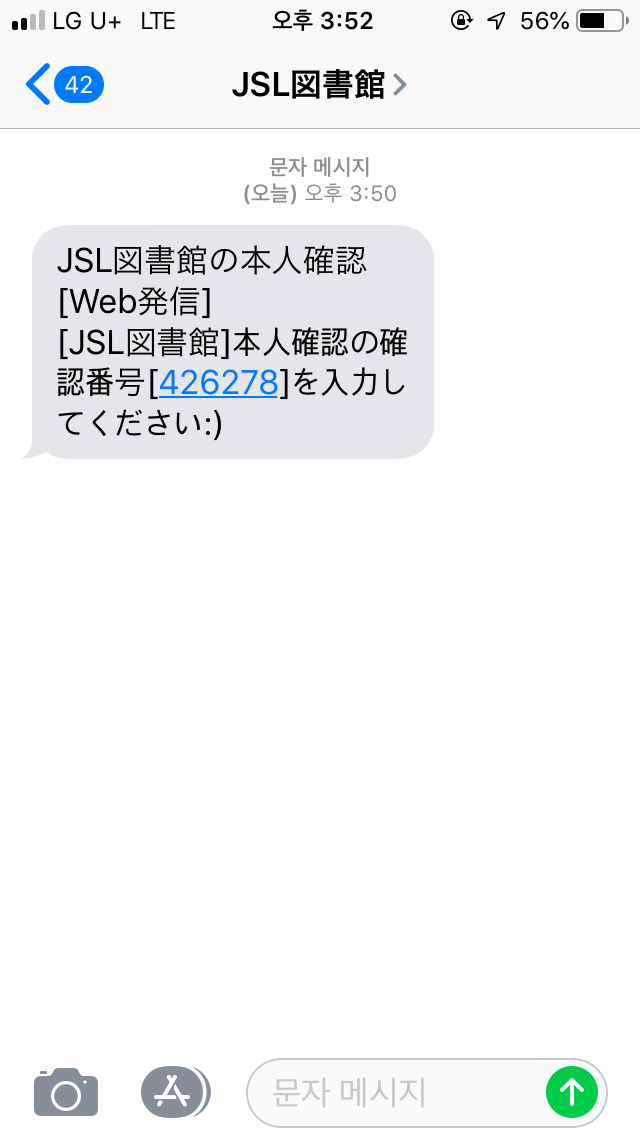 LG U+ LTE 오후 3:52 56%
42 JSL図書館
문자 메시지
(오늘) 오후 3:50
JSL図書館の本人確認
[Web発信]
[JSL図書館]本人確認の確
認番号[426278]を入力し
てください:)
문자 메시지